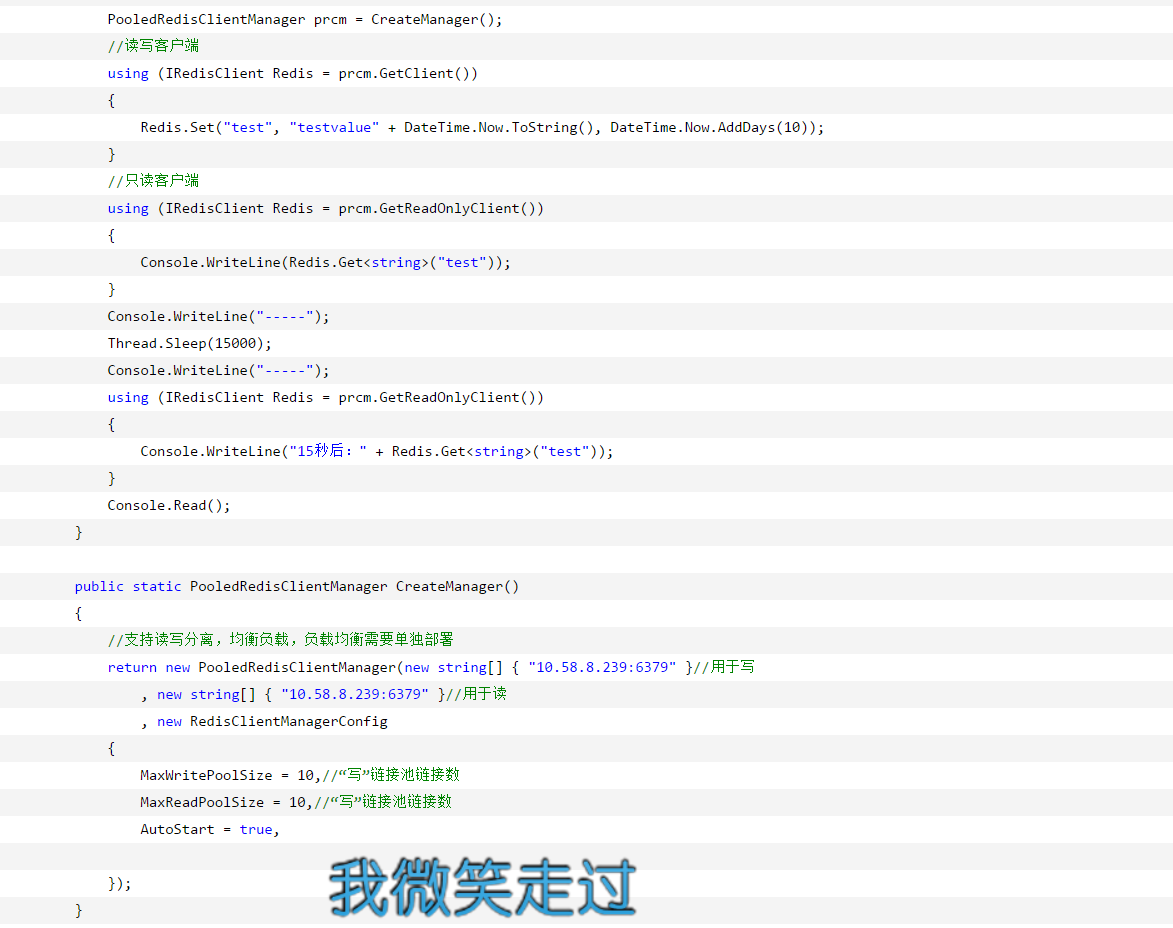 PooledRedisClientManager prcm = CreateManager();
//读写客户端
using (IRedisClient Redis = prcm.GetClient())
{
Redis.Set("test", "testvalue" + DateTime.Now.ToString(), DateTime.Now.AddDays(10));
}
//只读客户端
using (IRedisClient Redis = prcm.GetReadOnlyClient())
{
Console.WriteLine(Redis.Get<string>("test"));
}
Console.WriteLine("-----");
Thread.Sleep(15000);
Console.WriteLine("-----");
using (IRedisClient Redis = prcm.GetReadOnlyClient())
{
Console.WriteLine("15秒后：" + Redis.Get<string>("test"));
}
Console.Read();
}
public static PooledRedisClientManager CreateManager()
{
//支持读写分离，均衡负载，负载均衡需要单独部署
return new PooledRedisClientManager(new string[] { "10.58.8.239:6379" }//用于写
, new string[] { "10.58.8.239:6379" }//用于读
, new RedisClientManagerConfig
{
MaxWritePoolSize = 10,//“写”链接池链接数
MaxReadPoolSize = 10,//“写”链接池链接数
AutoStart = true,
});
}
我微笑走过